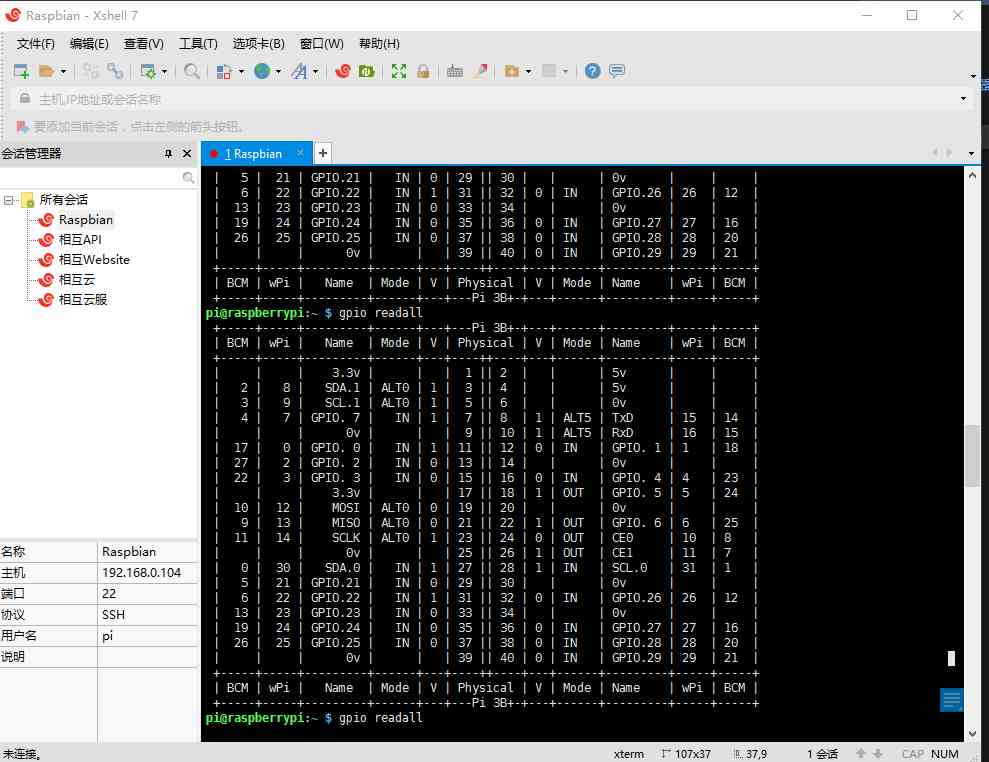 Raspbian - Xshell 7
文件(F) 编辑(E) 查看(V) 工具(T) 选项卡(B) 窗口(W) 帮助(H)
主机,IP地址或会话名称
要添加当前会话，点击左侧的箭头按钮。
会话管理器
所有会话
Raspbian
相互API
相互Website
相互云
相互云服
名称 Raspbian
主机 192.168.0.104
端口 22
协议 SSH
用户名 pi
说明
1 Raspbian × +
|   5 |  21 | GPIO.21 |   IN | 0 | 29 || 30 |   |      | 0v      |     |     |
|   6 |  22 | GPIO.22 |   IN | 1 | 31 || 32 | 0 | IN   | GPIO.26 | 26  | 12  |
|  13 |  23 | GPIO.23 |   IN | 0 | 33 || 34 |   |      | 0v      |     |     |
|  19 |  24 | GPIO.24 |   IN | 0 | 35 || 36 | 0 | IN   | GPIO.27 | 27  | 16  |
|  26 |  25 | GPIO.25 |   IN | 0 | 37 || 38 | 0 | IN   | GPIO.28 | 28  | 20  |
|     |     |      0v |      |   | 39 || 40 | 0 | IN   | GPIO.29 | 29  | 21  |
+-----+-----+---------+------+---+----++----+---+------+---------+-----+-----+
| BCM | wPi |   Name  | Mode | V | Physical | V | Mode | Name    | wPi | BCM |
+-----+-----+---------+------+---+---Pi 3B+-+---+------+---------+-----+-----+
pi@raspberrypi:~ $ gpio readall
+-----+-----+---------+------+---+---Pi 3B+-+---+------+---------+-----+-----+
| BCM | wPi |   Name  | Mode | V | Physical | V | Mode | Name    | wPi | BCM |
+-----+-----+---------+------+---+----++----+---+------+---------+-----+-----+
|     |     |    3.3v |      |   |  1 || 2  |   |      | 5v      |     |     |
|   2 |   8 |   SDA.1 | ALT0 | 1 |  3 || 4  |   |      | 5v      |     |     |
|   3 |   9 |   SCL.1 | ALT0 | 1 |  5 || 6  |   |      | 0v      |     |     |
|   4 |   7 | GPIO. 7 |   IN | 1 |  7 || 8  | 1 | ALT5 | TxD     | 15  | 14  |
|     |     |      0v |      |   |  9 || 10 | 1 | ALT5 | RxD     | 16  | 15  |
|  17 |   0 | GPIO. 0 |   IN | 1 | 11 || 12 | 0 | IN   | GPIO. 1 | 1   | 18  |
|  27 |   2 | GPIO. 2 |   IN | 0 | 13 || 14 |   |      | 0v      |     |     |
|  22 |   3 | GPIO. 3 |   IN | 0 | 15 || 16 | 0 | IN   | GPIO. 4 | 4   | 23  |
|     |     |    3.3v |      |   | 17 || 18 | 1 | OUT  | GPIO. 5 | 5   | 24  |
|  10 |  12 |    MOSI | ALT0 | 0 | 19 || 20 |   |      | 0v      |     |     |
|   9 |  13 |    MISO | ALT0 | 0 | 21 || 22 | 1 | OUT  | GPIO. 6 | 6   | 25  |
|  11 |  14 |    SCLK | ALT0 | 1 | 23 || 24 | 0 | OUT  | CE0     | 10  | 8   |
|     |     |      0v |      |   | 25 || 26 | 1 | OUT  | CE1     | 11  | 7   |
|   0 |  30 |   SDA.0 |   IN | 1 | 27 || 28 | 1 | IN   | SCL.0   | 31  | 1   |
|   5 |  21 | GPIO.21 |   IN | 0 | 29 || 30 |   |      | 0v      |     |     |
|   6 |  22 | GPIO.22 |   IN | 1 | 31 || 32 | 0 | IN   | GPIO.26 | 26  | 12  |
|  13 |  23 | GPIO.23 |   IN | 0 | 33 || 34 |   |      | 0v      |     |     |
|  19 |  24 | GPIO.24 |   IN | 0 | 35 || 36 | 0 | IN   | GPIO.27 | 27  | 16  |
|  26 |  25 | GPIO.25 |   IN | 0 | 37 || 38 | 0 | IN   | GPIO.28 | 28  | 20  |
|     |     |      0v |      |   | 39 || 40 | 0 | IN   | GPIO.29 | 29  | 21  |
+-----+-----+---------+------+---+----++----+---+------+---------+-----+-----+
| BCM | wPi |   Name  | Mode | V | Physical | V | Mode | Name    | wPi | BCM |
+-----+-----+---------+------+---+---Pi 3B+-+---+------+---------+-----+-----+
pi@raspberrypi:~ $ gpio readall
未连接。 xterm 107x37 37,9 1 会话 CAP NUM